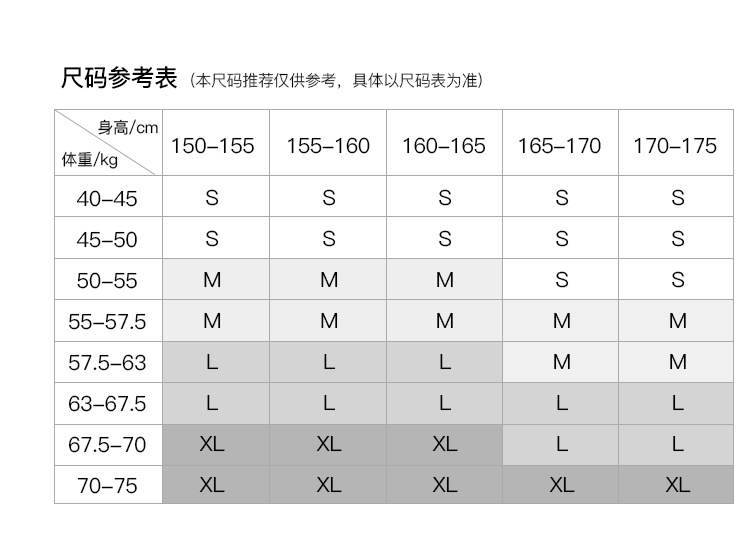 尺码参考表（本尺码推荐仅供参考，具体以尺码表为准）
身高/cm 150–155 155–160 160–165 165–170 170–175
体重/kg
40–45 S S S S S
45–50 S S S S S
50–55 M M M S S
55–57.5 M M M M M
57.5–63 L L L M M
63–67.5 L L L L L
67.5–70 XL XL XL L L
70–75 XL XL XL XL XL